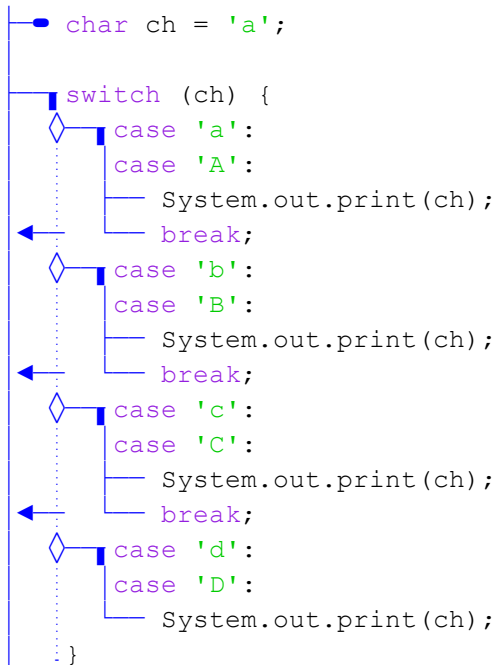 char ch = 'a';
switch (ch) {
case 'a':
case 'A':
System.out.print(ch);
break;
case 'b':
case 'B':
System.out.print(ch);
break;
case 'c':
case 'C':
System.out.print(ch);
break;
case 'd':
case 'D':
System.out.print(ch);
}